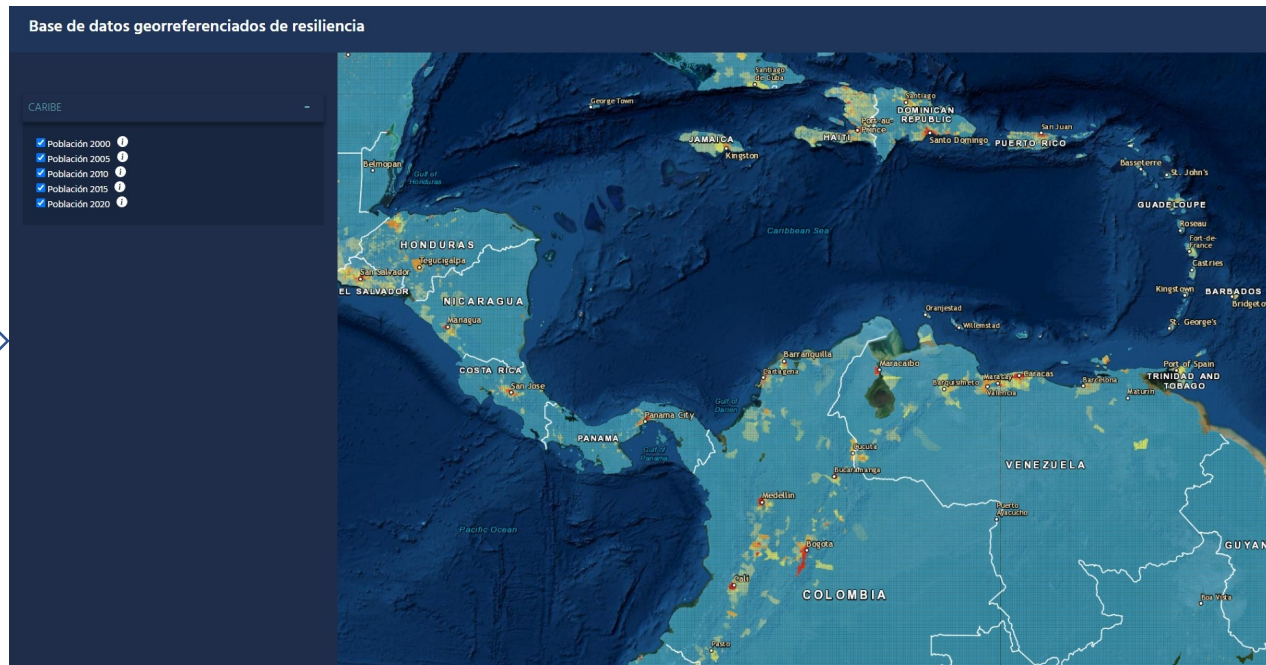 Base de datos georreferenciados de resiliencia
CARIBE
Población 2000
Población 2005
Población 2010
Población 2015
Población 2020
Santiago
de Cuba
George Town
Santiago
DOMINICAN
REPUBLIC
Port-au-
Prince
HAITI
JAMAICA
Kingston
Santo Domingo
San Juan
PUERTO RICO
Belmopan
Gulf of
Honduras
Basseterre
St. John's
GUADELOUPE
Roseau
Fort-de-
France
Castries
Caribbean Sea
HONDURAS
Tegucigalpa
San Salvador
EL SALVADOR
NICARAGUA
Managua
Kingstown
BARBADOS
Bridgeto
St. George's
Oranjestad
Willemstad
Barranquilla
Cartagena
Maracaibo
COSTA RICA
San Jose
Barquisimeto
Maracay
Caracas
Valencia
Barcelona
Maturin
Port of Spain
TRINIDAD AND
TOBAGO
Gulf of
Darien
Panama City
PANAMA
Gulf of
Panama
Cucuta
Bucaramanga
VENEZUELA
Medellin
Puerto
Ayacucho
Pacific Ocean
Bogota
GUYAN
Cali
COLOMBIA
Boa Vista
Pasto